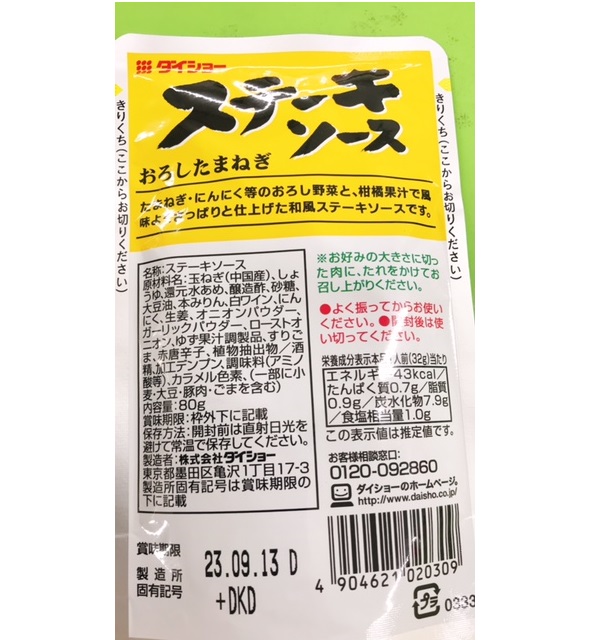 ダイショー
ステーキ
ソース
おろしたまねぎ
たまねぎ・にんにく等のおろし野菜と、柑橘果汁で風
味よくさっぱりと仕上げた和風ステーキソースです。
きりくち(ここからお切りください)
名称:ステーキソース
原材料名:玉ねぎ(中国産)、しょ
うゆ、還元水あめ、醸造酢、砂糖、
大豆油、本みりん、白ワイン、にん
にく、生姜、オニオンパウダー、
ガーリックパウダー、ローストオ
ニオン、ゆず果汁調製品、すりご
ま、赤唐辛子、植物抽出物/酒
精、加工デンプン、調味料(アミノ
酸等)、カラメル色素、(一部に小
麦・大豆・豚肉・ごまを含む)
内容量:80g
賞味期限:枠外下に記載
保存方法:開封前は直射日光を
避けて常温で保存してください。
製造者:株式会社ダイショー
東京都墨田区亀沢1丁目17-3
製造所固有記号は賞味期限の
下に記載
※お好みの大きさに切っ
た肉に、たれをかけてお
召し上がりください。
●よく振ってからお使い
ください。●開封後は使
い切ってください。
栄養成分表示本品1人前(32g)当たり
エネルギー43kcal/
たんぱく質0.7g/脂質
0.9g/炭水化物7.9g
/食塩相当量1.0g
この表示値は推定値です。
お客様相談窓口:
0120-092860
ダイショーのホームページ。
http://www.daisho.co.jp/
きりくち(ここからお切りください)
賞味期限
23.09.13 D
製造所
固有記号
+DKD
4 904621 020309
プラ
0333